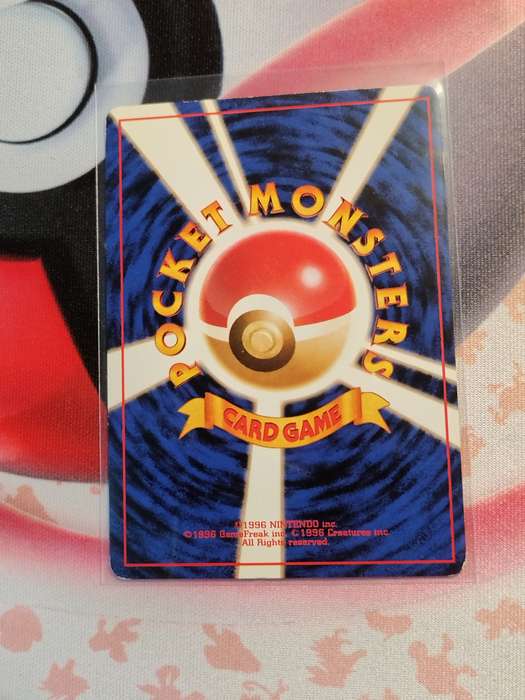 POCKET MONSTERS
CARD GAME
©1996 NINTENDO inc.
©1996 GameFreak inc. ©1996 Creatures inc.
All Rights reserved.
®